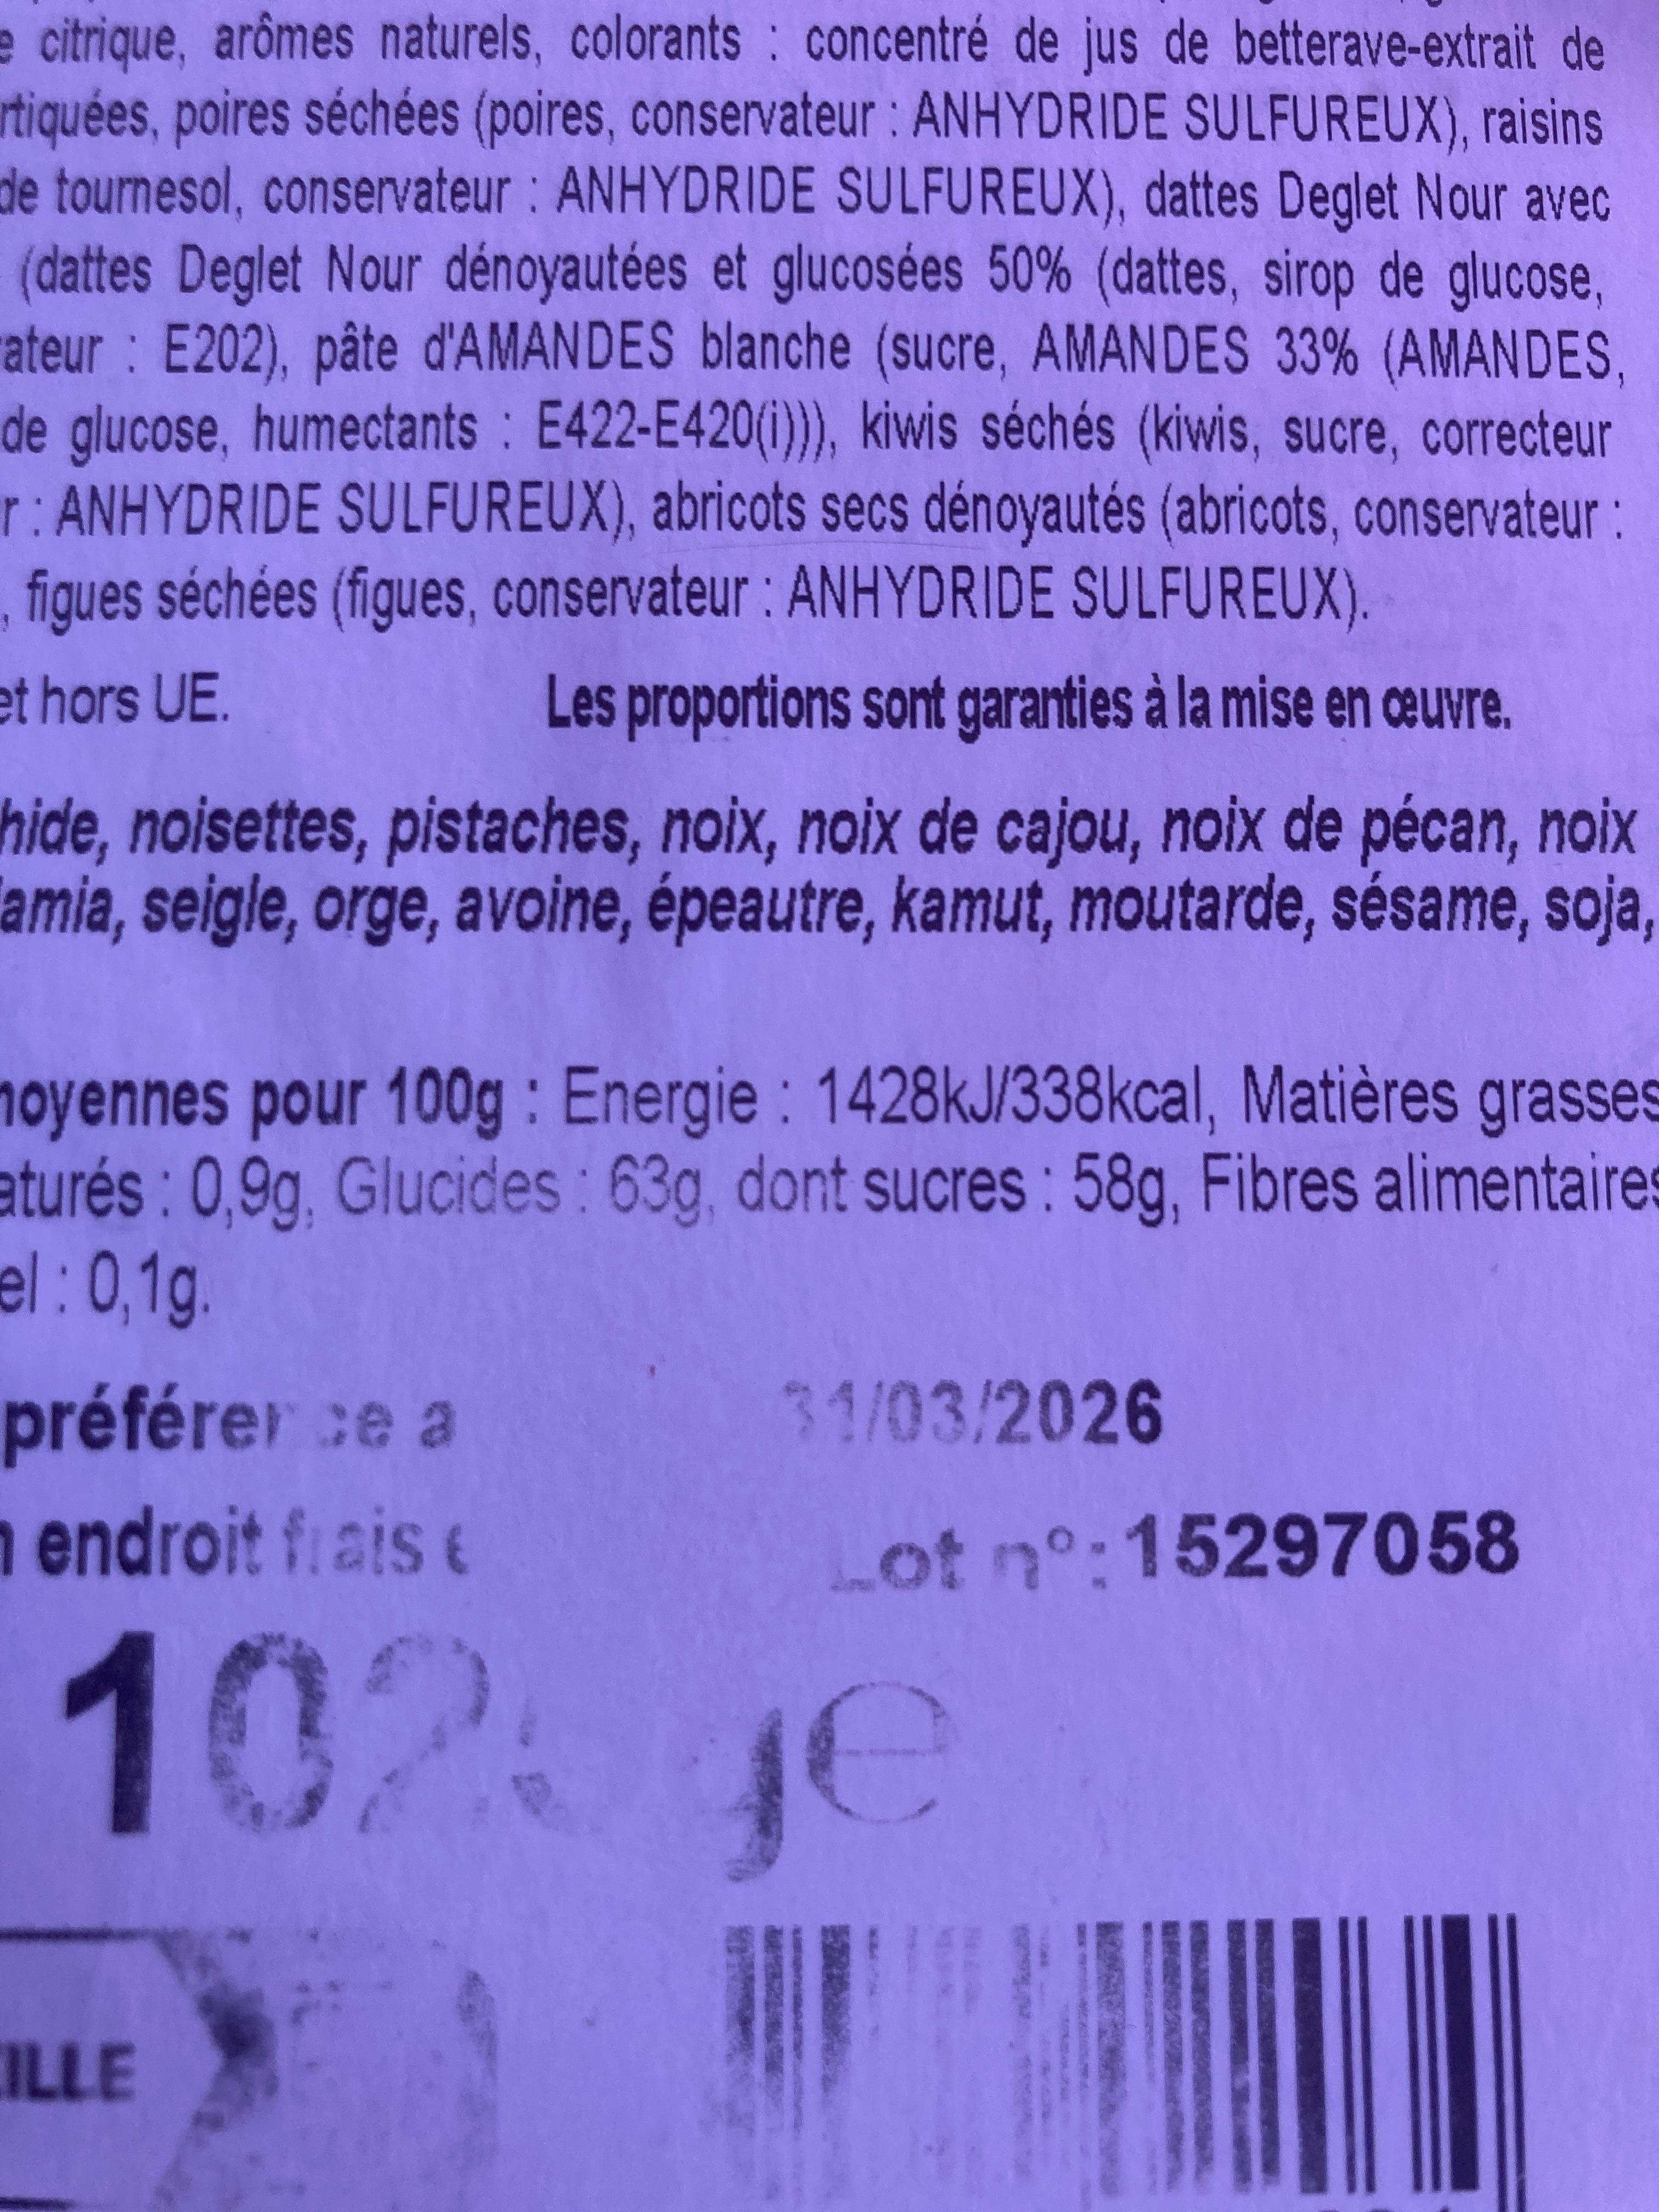 citrique, arômes naturels, colorants : concentré de jus de betterave-extrait de
rtiquées, poires séchées (poires, conservateur : ANHYDRIDE SULFUREUX), raisins
de tournesol, conservateur : ANHYDRIDE SULFUREUX), dattes Deglet Nour avec
(dattes Deglet Nour dénoyautées et glucosées 50% (dattes, sirop de glucose,
ateur : E202), pâte d'AMANDES blanche (sucre, AMANDES 33% (AMANDES,
de glucose, humectants : E422-E420(i))), kiwis séchés (kiwis, sucre, correcteur
r : ANHYDRIDE SULFUREUX), abricots secs dénoyautés (abricots, conservateur :
, figues séchées (figues, conservateur : ANHYDRIDE SULFUREUX).
et hors UE. Les proportions sont garanties à la mise en œuvre.
hide, noisettes, pistaches, noix, noix de cajou, noix de pécan, noix
amia, seigle, orge, avoine, épeautre, kamut, moutarde, sésame, soja,
moyennes pour 100g : Energie : 1428kJ/338kcal, Matières grasses
aturés : 0,9g, Glucides : 63g, dont sucres : 58g, Fibres alimentaires
el : 0,1g.
préférence a 31/03/2026
endroit frais e Lot n°:15297058
ge
ILLE